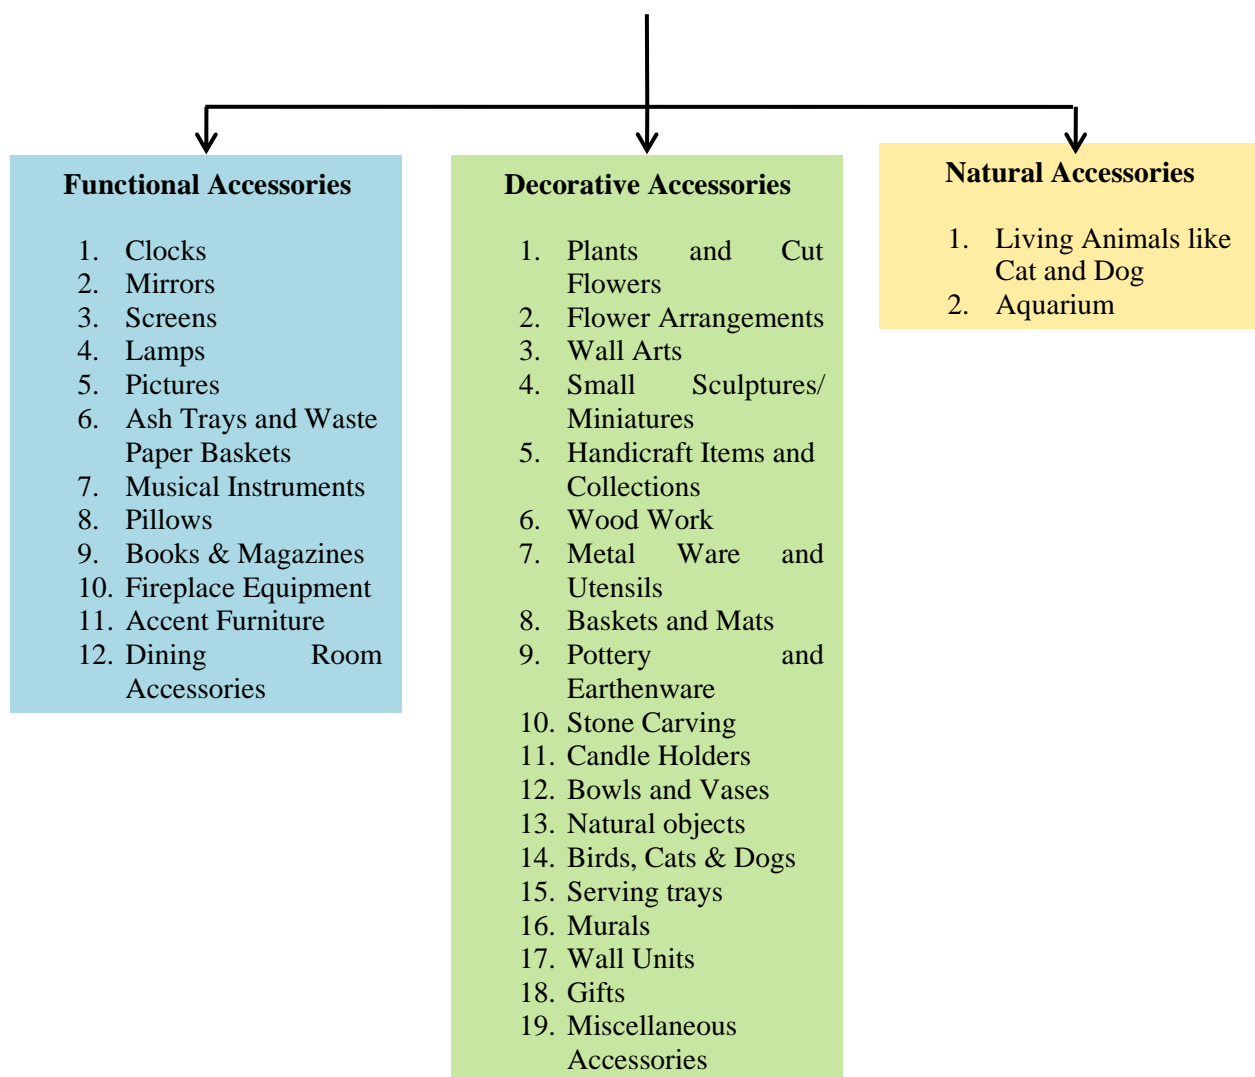 Functional Accessories
1. Clocks
2. Mirrors
3. Screens
4. Lamps
5. Pictures
6. Ash Trays and Waste
Paper Baskets
7. Musical Instruments
8. Pillows
9. Books & Magazines
10. Fireplace Equipment
11. Accent Furniture
12. Dining Room
Accessories
Decorative Accessories
1. Plants and Cut
Flowers
2. Flower Arrangements
3. Wall Arts
4. Small Sculptures/
Miniatures
5. Handicraft Items and
Collections
6. Wood Work
7. Metal Ware and
Utensils
8. Baskets and Mats
9. Pottery and
Earthenware
10. Stone Carving
11. Candle Holders
12. Bowls and Vases
13. Natural objects
14. Birds, Cats & Dogs
15. Serving trays
16. Murals
17. Wall Units
18. Gifts
19. Miscellaneous
Accessories
Natural Accessories
1. Living Animals like
Cat and Dog
2. Aquarium